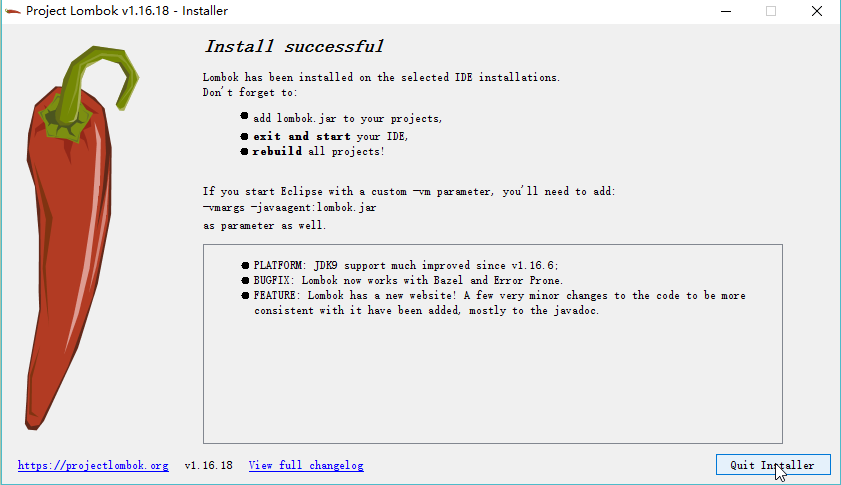 Project Lombok v1.16.18 - Installer
Install successful
Lombok has been installed on the selected IDE installations.
Don't forget to:
add lombok.jar to your projects,
exit and start your IDE,
rebuild all projects!
If you start Eclipse with a custom -vm parameter, you'll need to add:
-vmargs -javaagent:lombok.jar
as parameter as well.
PLATFORM: JDK9 support much improved since v1.16.6;
BUGFIX: Lombok now works with Bazel and Error Prone.
FEATURE: Lombok has a new website! A few very minor changes to the code to be more
consistent with it have been added, mostly to the javadoc.
https://projectlombok.org v1.16.18 View full changelog Quit Installer